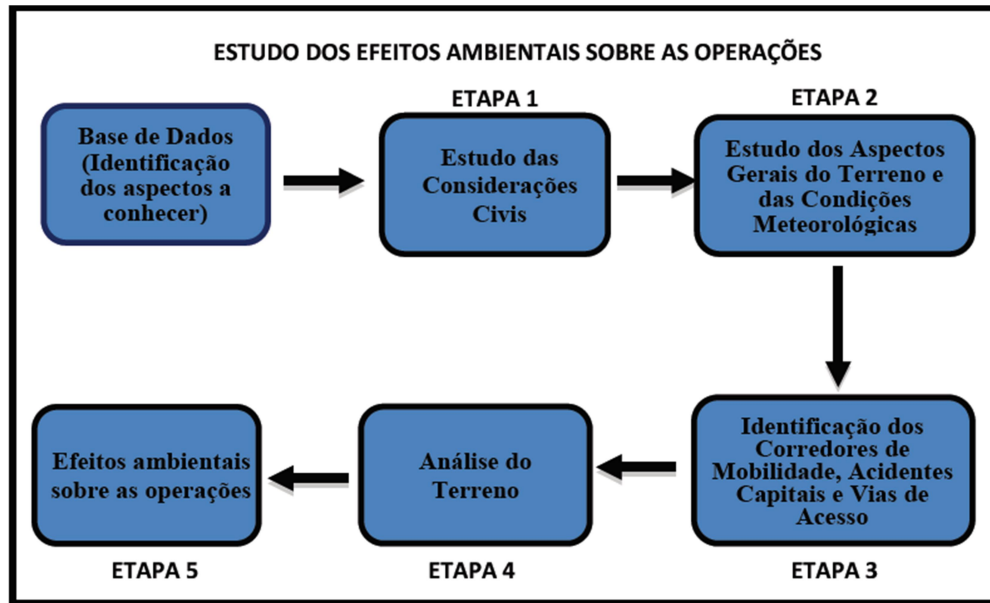 ESTUDO DOS EFEITOS AMBIENTAIS SOBRE AS OPERAÇÕES
Base de Dados
(Identificação
dos aspectos a
conhecer)
ETAPA 1
Estudo das
Considerações
Civis
ETAPA 2
Estudo dos Aspectos
Gerais do Terreno e
das Condições
Meteorológicas
Identificação dos
Corredores de
Mobilidade, Acidentes
Capitais e Vias de
Acesso
ETAPA 3
Análise do
Terreno
ETAPA 4
Efeitos ambientais
sobre as operações
ETAPA 5